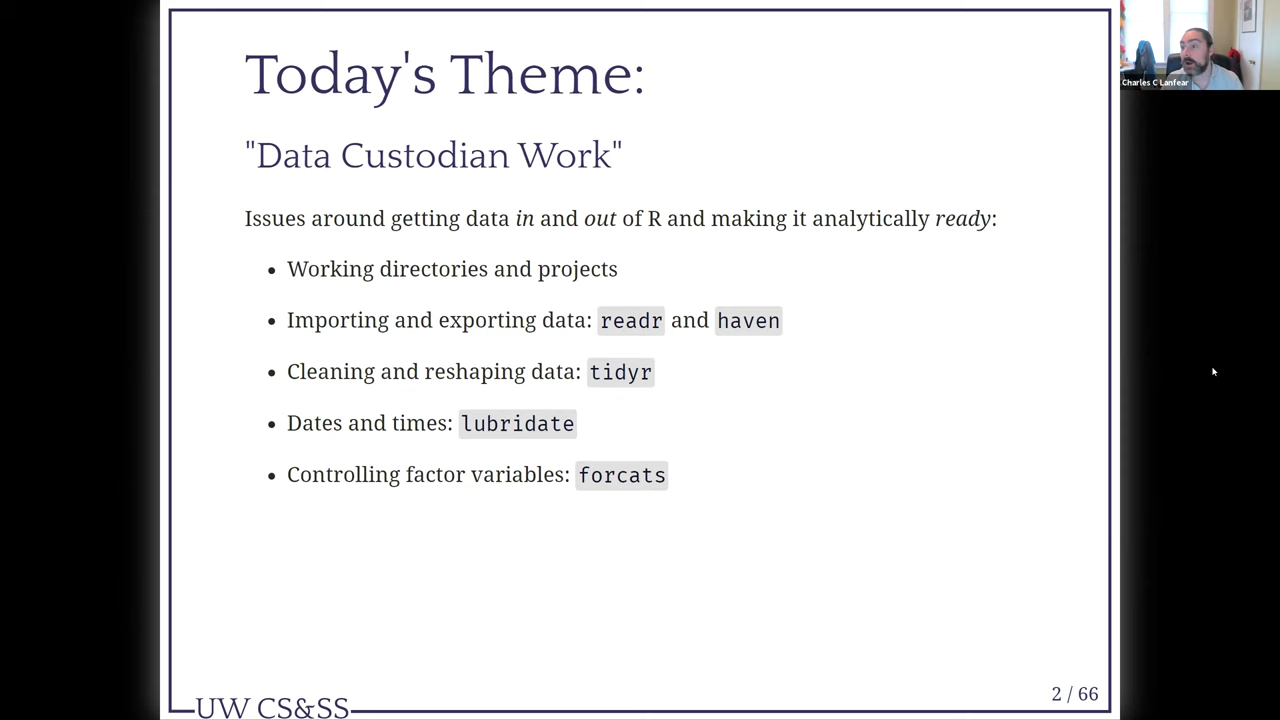 Today's Theme:
"Data Custodian Work"
Issues around getting data in and out of R and making it analytically ready:
• Working directories and projects
• Importing and exporting data: readr and haven
• Cleaning and reshaping data: tidyr
• Dates and times: lubridate
• Controlling factor variables: forcats
UW CS&SS
2 / 66
Charles C Lanfear